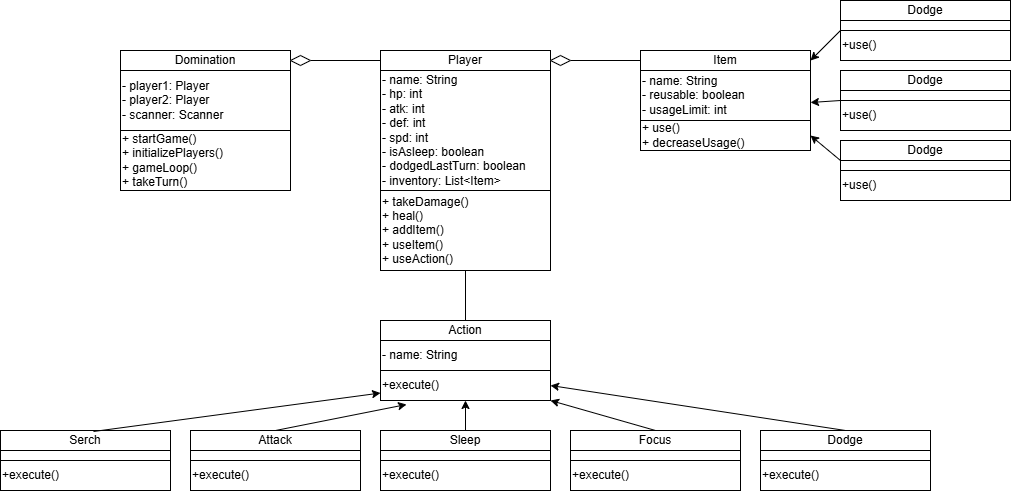 Domination
- player1: Player
- player2: Player
- scanner: Scanner
+ startGame()
+ initializePlayers()
+ gameLoop()
+ takeTurn()
Player
- name: String
- hp: int
- atk: int
- def: int
- spd: int
- isAsleep: boolean
- dodgedLastTurn: boolean
- inventory: List<Item>
+ takeDamage()
+ heal()
+ addItem()
+ useItem()
+ useAction()
Item
- name: String
- reusable: boolean
- usageLimit: int
+ use()
+ decreaseUsage()
Dodge
+use()
Dodge
+use()
Dodge
+use()
Action
- name: String
+execute()
Serch
+execute()
Attack
+execute()
Sleep
+execute()
Focus
+execute()
Dodge
+execute()